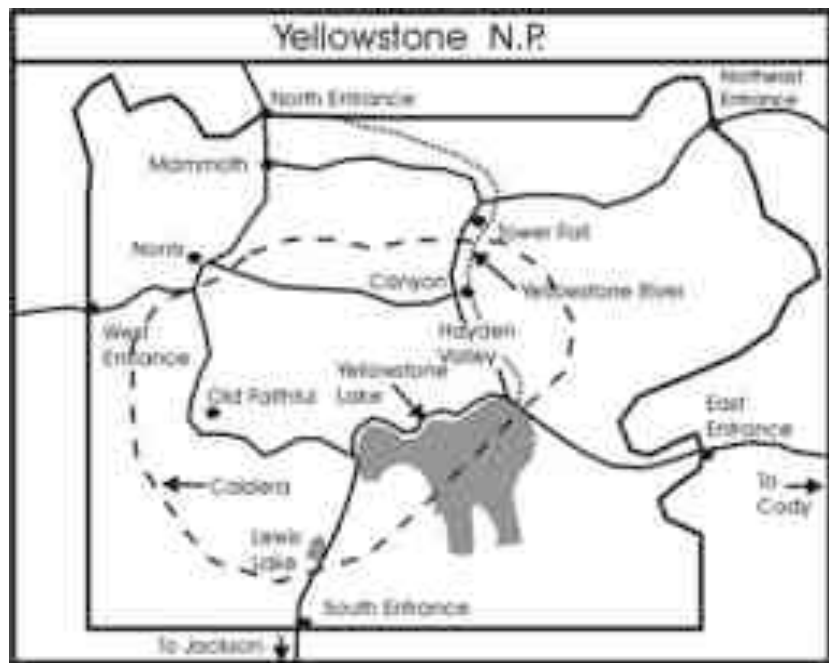 Yellowstone N.P.
North Entrance
Northeast
Entrance
Mammoth
Norris
Tower Fall
Canyon
Yellowstone River
West
Entrance
Hayden
Valley
Yellowstone
Lake
Old Faithful
East
Entrance
Caldera
To
Cody
Lewis
Lake
South Entrance
To Jackson